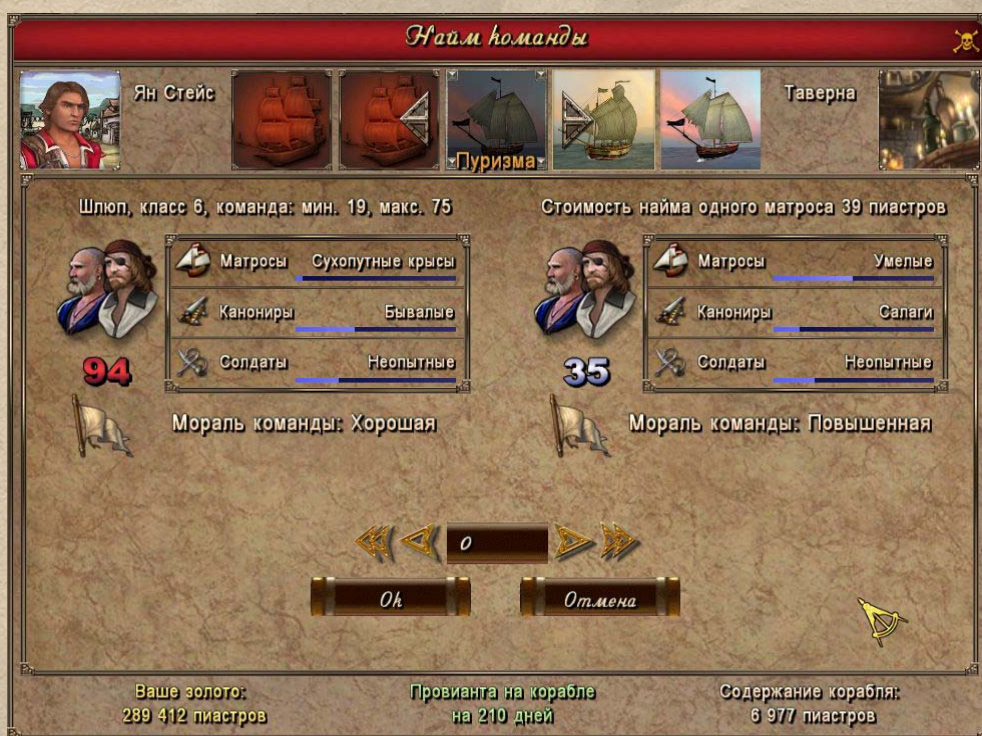 Найм команды
Ян Стейс
Пуризма
Таверна
Шлюп, класс 6, команда: мин. 19, макс. 75
Стоимость найма одного матроса 39 пиастров
Матросы Сухопутные крысы
Канониры Бывалые
Солдаты Неопытные
94
Мораль команды: Хорошая
Матросы Умелые
Канониры Салаги
Солдаты Неопытные
35
Мораль команды: Повышенная
0
Ok
Отмена
Ваше золото:
289 412 пиастров
Провианта на корабле
на 210 дней
Содержание корабля:
6 977 пиастров